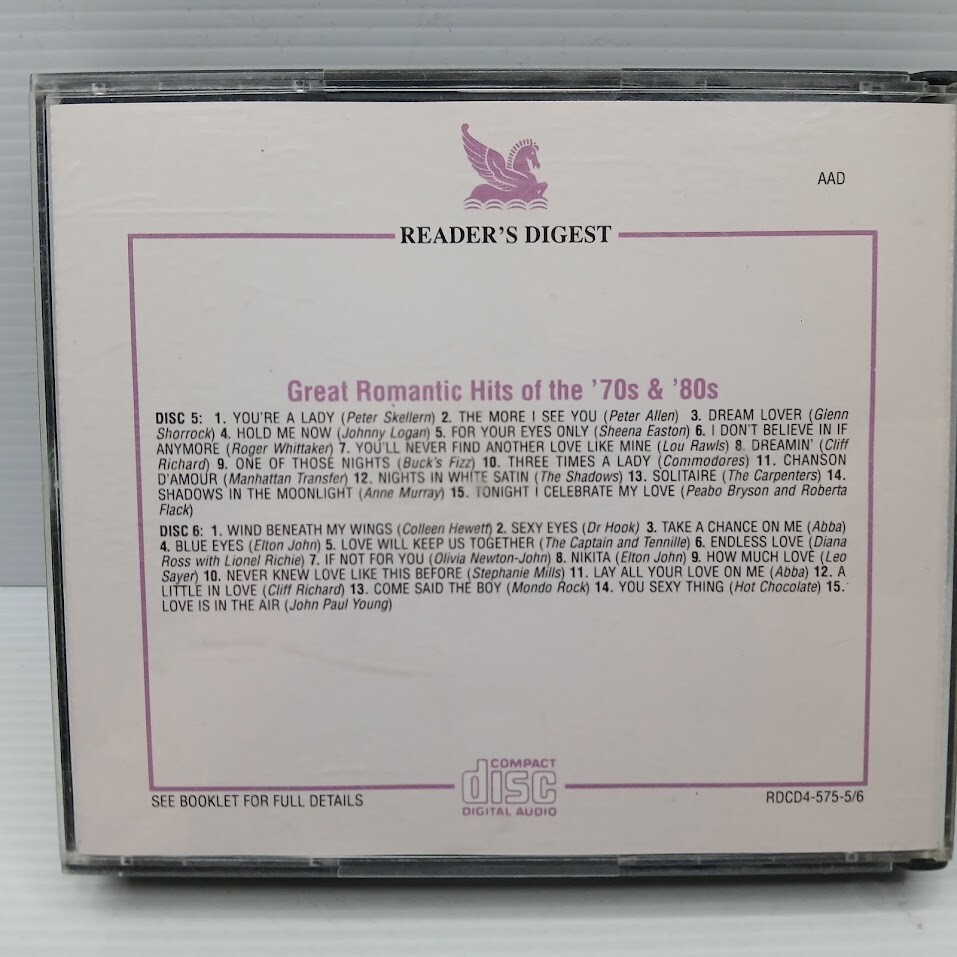 AAD
READER'S DIGEST
Great Romantic Hits of the '70s & '80s
DISC 5: 1. YOU'RE A LADY (Peter Skellern) 2. THE MORE I SEE YOU (Peter Allen) 3. DREAM LOVER (Glenn
Shorrock) 4. HOLD ME NOW (Johnny Logan) 5. FOR YOUR EYES ONLY (Sheena Easton) 6. I DON'T BELIEVE IN IF
ANYMORE (Roger Whittaker) 7. YOU'LL NEVER FIND ANOTHER LOVE LIKE MINE (Lou Rawls) 8. DREAMIN' (Cliff
Richard) 9. ONE OF THOSE NIGHTS (Buck's Fizz) 10. THREE TIMES A LADY (Commodores) 11. CHANSON
D'AMOUR (Manhattan Transfer) 12. NIGHTS IN WHITE SATIN (The Shadows) 13. SOLITAIRE (The Carpenters) 14.
SHADOWS IN THE MOONLIGHT (Anne Murray) 15. TONIGHT I CELEBRATE MY LOVE (Peabo Bryson and Roberta
Flack)
DISC 6: 1. WIND BENEATH MY WINGS (Colleen Hewett) 2. SEXY EYES (Dr Hook) 3. TAKE A CHANCE ON ME (Abba)
4. BLUE EYES (Elton John) 5. LOVE WILL KEEP US TOGETHER (The Captain and Tennille) 6. ENDLESS LOVE (Diana
Ross with Lionel Richie) 7. IF NOT FOR YOU (Olivia Newton-John) 8. NIKITA (Elton John) 9. HOW MUCH LOVE (Leo
Sayer) 10. NEVER KNEW LOVE LIKE THIS BEFORE (Stephanie Mills) 11. LAY ALL YOUR LOVE ON ME (Abba) 12. A
LITTLE IN LOVE (Cliff Richard) 13. COME SAID THE BOY (Mondo Rock) 14. YOU SEXY THING (Hot Chocolate) 15.
LOVE IS IN THE AIR (John Paul Young)
SEE BOOKLET FOR FULL DETAILS
COMPACT
disc
DIGITAL AUDIO
RDCD4-575-5/6